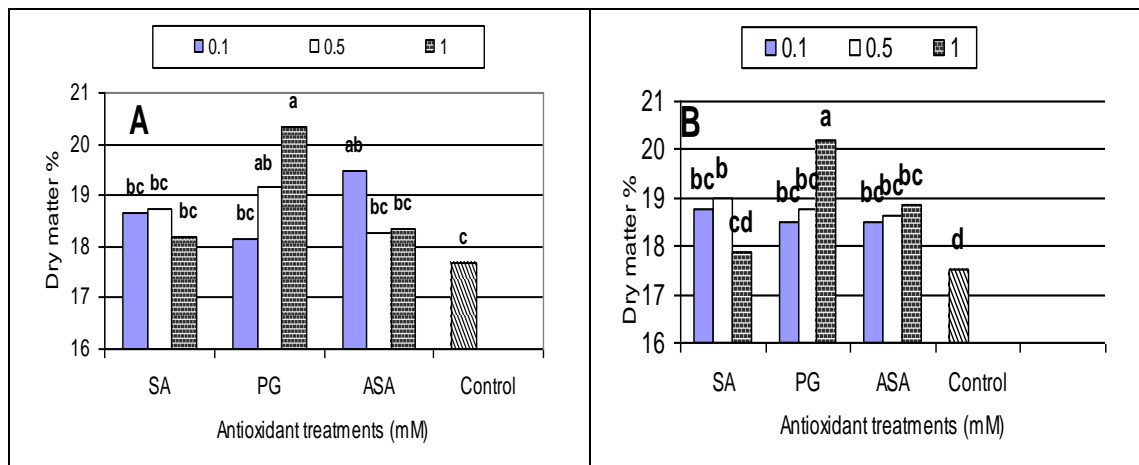 0.1 0.5 1
A
Dry matter %
21
20
19
18
17
16
bc bc bc
bc ab a
ab bc bc
c
SA PG ASA Control
Antioxidant treatments (mM)
0.1 0.5 1
B
Dry matter %
21
20
19
18
17
16
bc b cd
bc bc a
bc bc bc
d
SA PG ASA Control
Antioxidant treatments (mM)